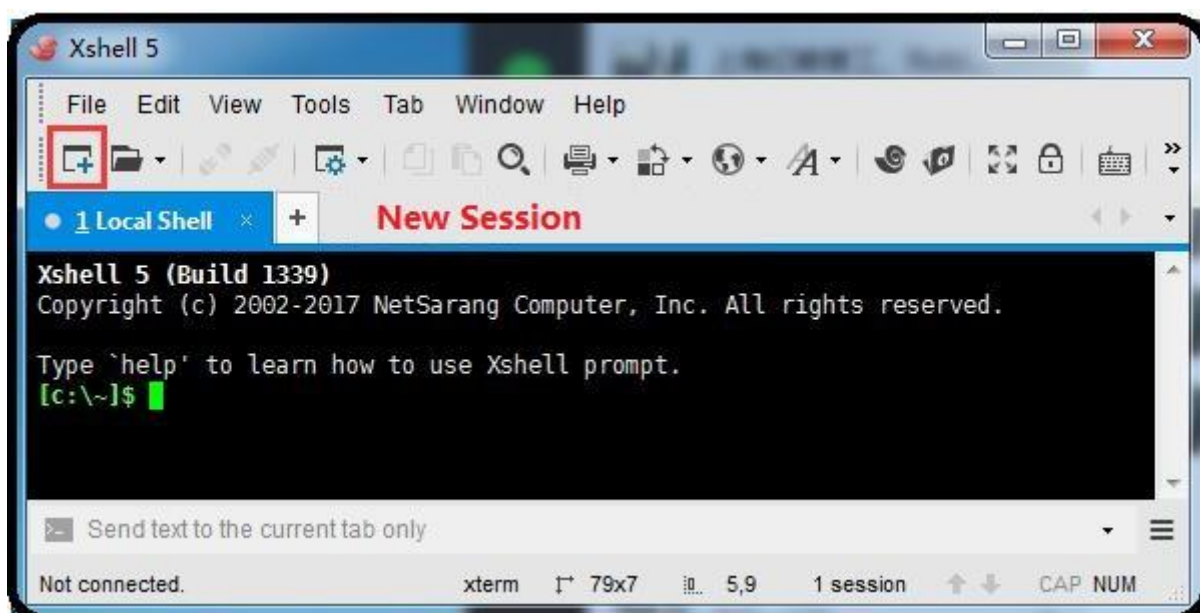 Xshell 5
File Edit View Tools Tab Window Help
1 Local Shell × + New Session
Xshell 5 (Build 1339)
Copyright (c) 2002-2017 NetSarang Computer, Inc. All rights reserved.
Type `help' to learn how to use Xshell prompt.
[c:\~]$
Send text to the current tab only
Not connected. xterm 79x7 5,9 1 session CAP NUM